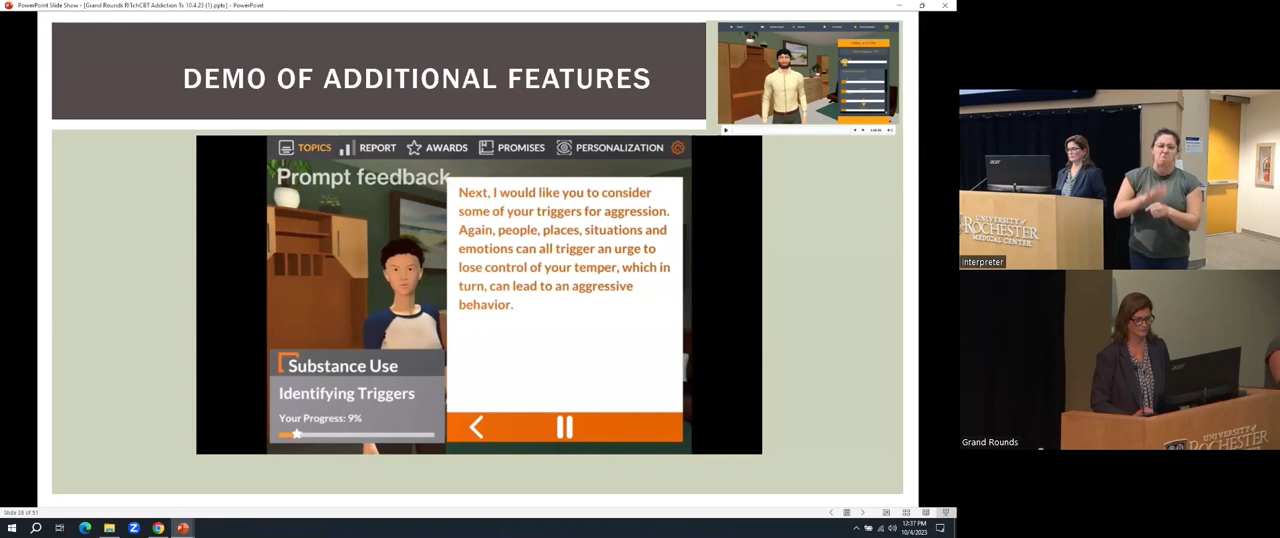 PowerPoint Slide Show - [Grand Rounds RITchCBT Addiction Tx 10.4.23 (1).pptx] - PowerPoint
DEMO OF ADDITIONAL FEATURES
TOPICS REPORT AWARDS PROMISES PERSONALIZATION
Prompt feedback
Next, I would like you to consider
some of your triggers for aggression.
Again, people, places, situations and
emotions can all trigger an urge to
lose control of your temper, which in
turn, can lead to an aggressive
behavior.
Substance Use
Identifying Triggers
Your Progress: 9%
acer
UNIVERSITY of
ROCHESTER
MEDICAL CENTER
Interpreter
acer
UNIVERSITY of
ROCHESTER
Grand Rounds
12:37 PM
10/4/2023